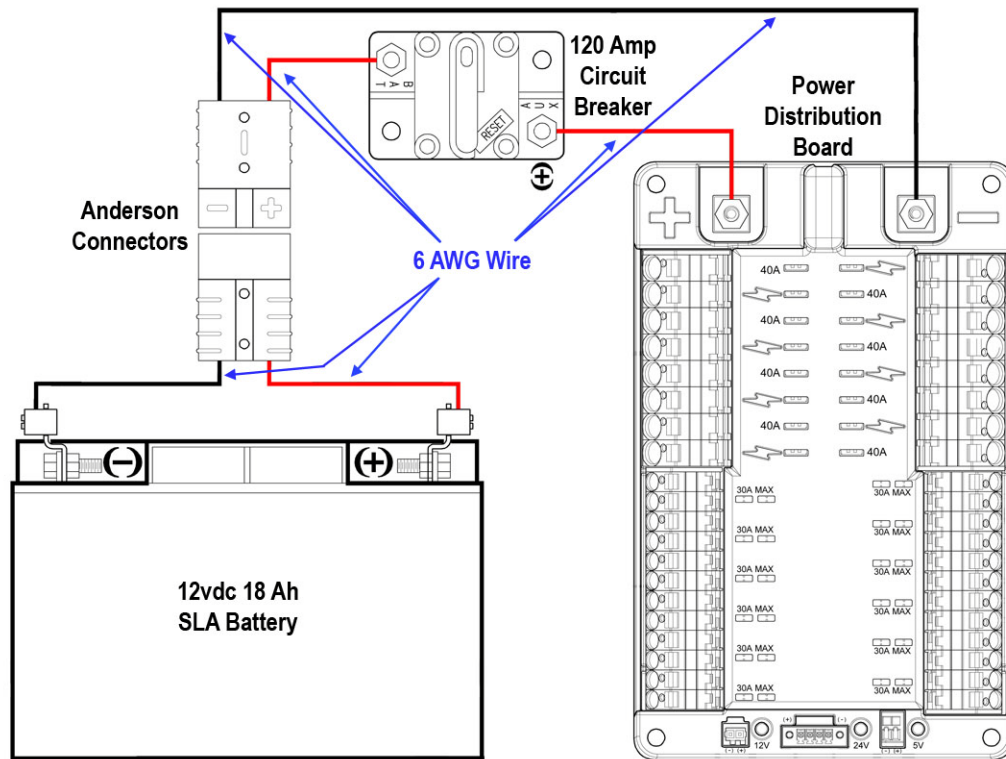 120 Amp
Circuit
Breaker
BAT
AUX
RESET
(+)
Power
Distribution
Board
+
−
Anderson
Connectors
− +
6 AWG Wire
40A
40A
40A
40A
40A
40A
40A
40A
(−)
(+)
12vdc 18 Ah
SLA Battery
30A MAX 30A MAX
30A MAX 30A MAX
30A MAX 30A MAX
30A MAX 30A MAX
30A MAX 30A MAX
30A MAX 30A MAX
(+) (−)
12V 24V 5V
(−) (+) (−) (+)